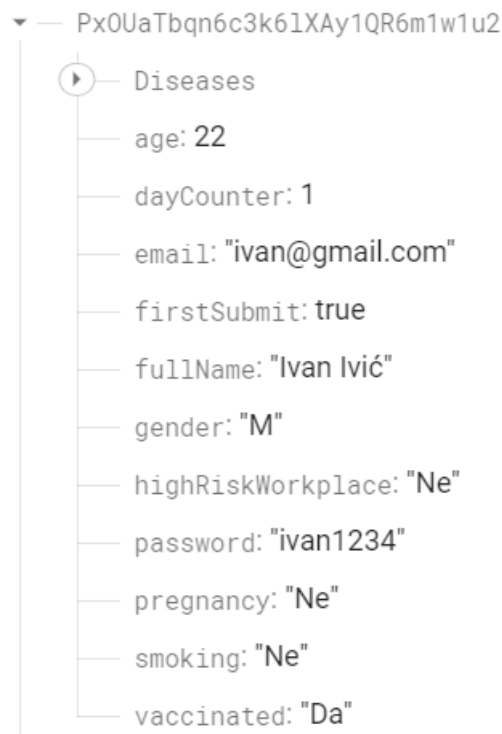 PxOUaTbqn6c3k6lXAy1QR6m1w1u2
Diseases
age: 22
dayCounter: 1
email: "ivan@gmail.com"
firstSubmit: true
fullName: "Ivan Ivić"
gender: "M"
highRiskWorkplace: "Ne"
password: "ivan1234"
pregnancy: "Ne"
smoking: "Ne"
vaccinated: "Da"